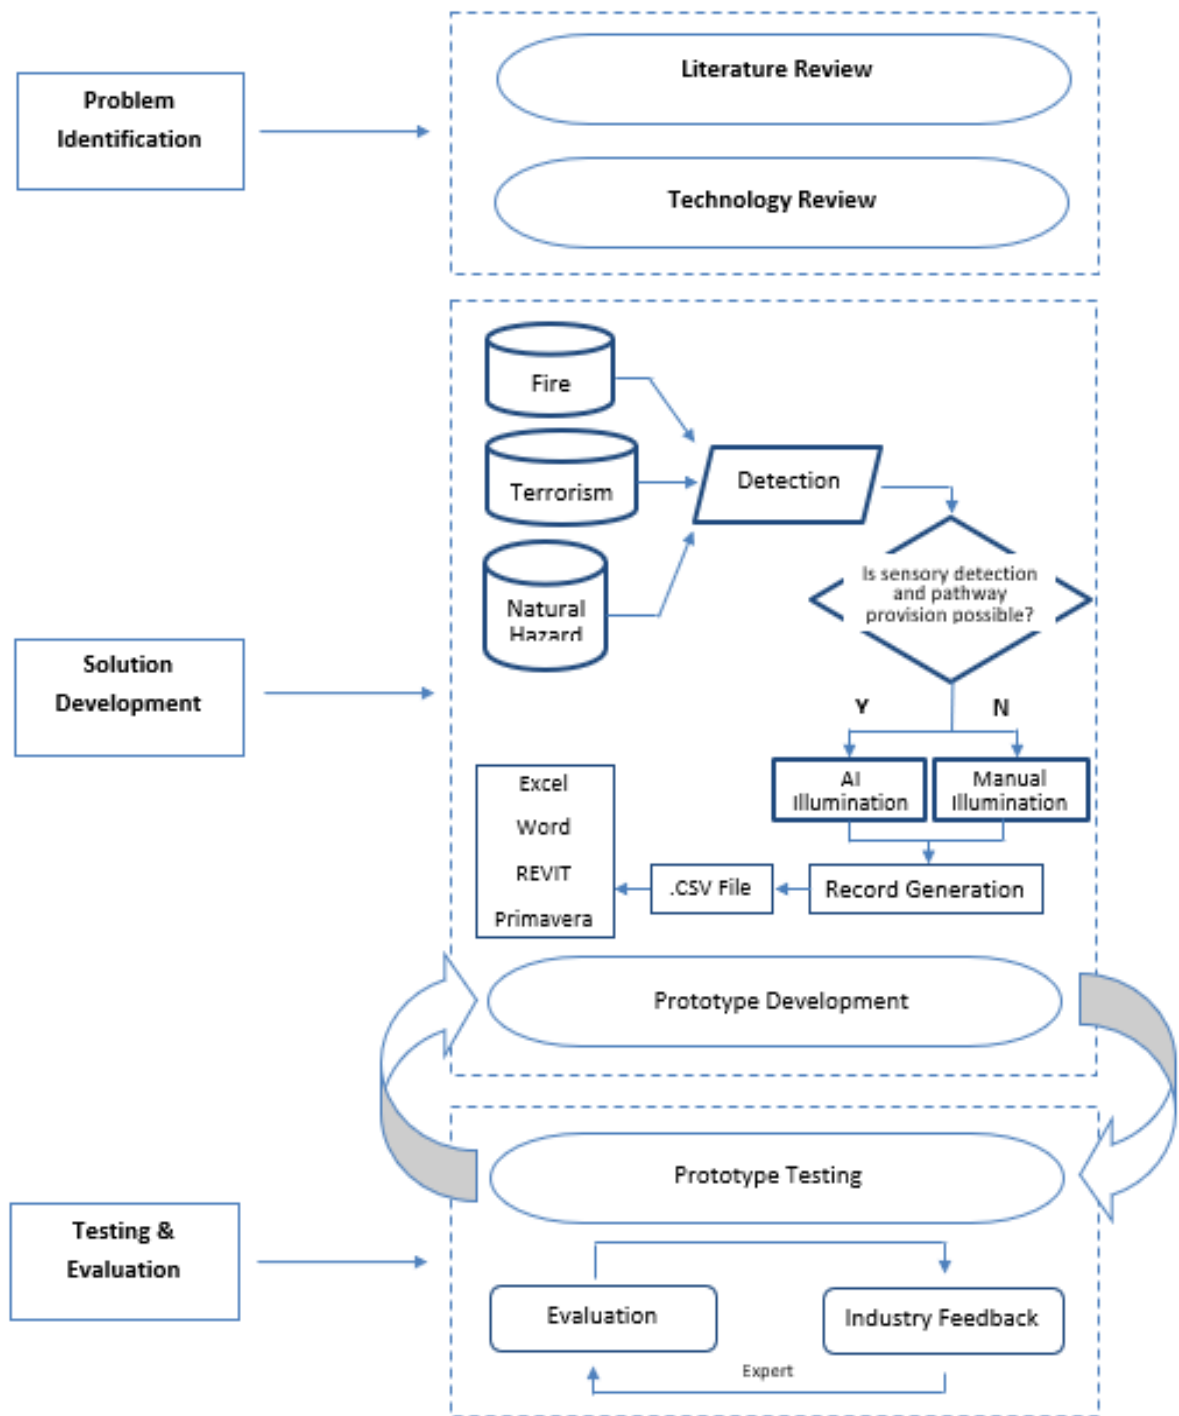 Problem
Identification
Literature Review
Technology Review
Solution
Development
Fire
Terrorism
Natural
Hazard
Detection
Is sensory detection
and pathway
provision possible?
Y
N
AI
Illumination
Manual
Illumination
Record Generation
.CSV File
Excel
Word
REVIT
Primavera
Prototype Development
Testing &
Evaluation
Prototype Testing
Evaluation
Industry Feedback
Expert